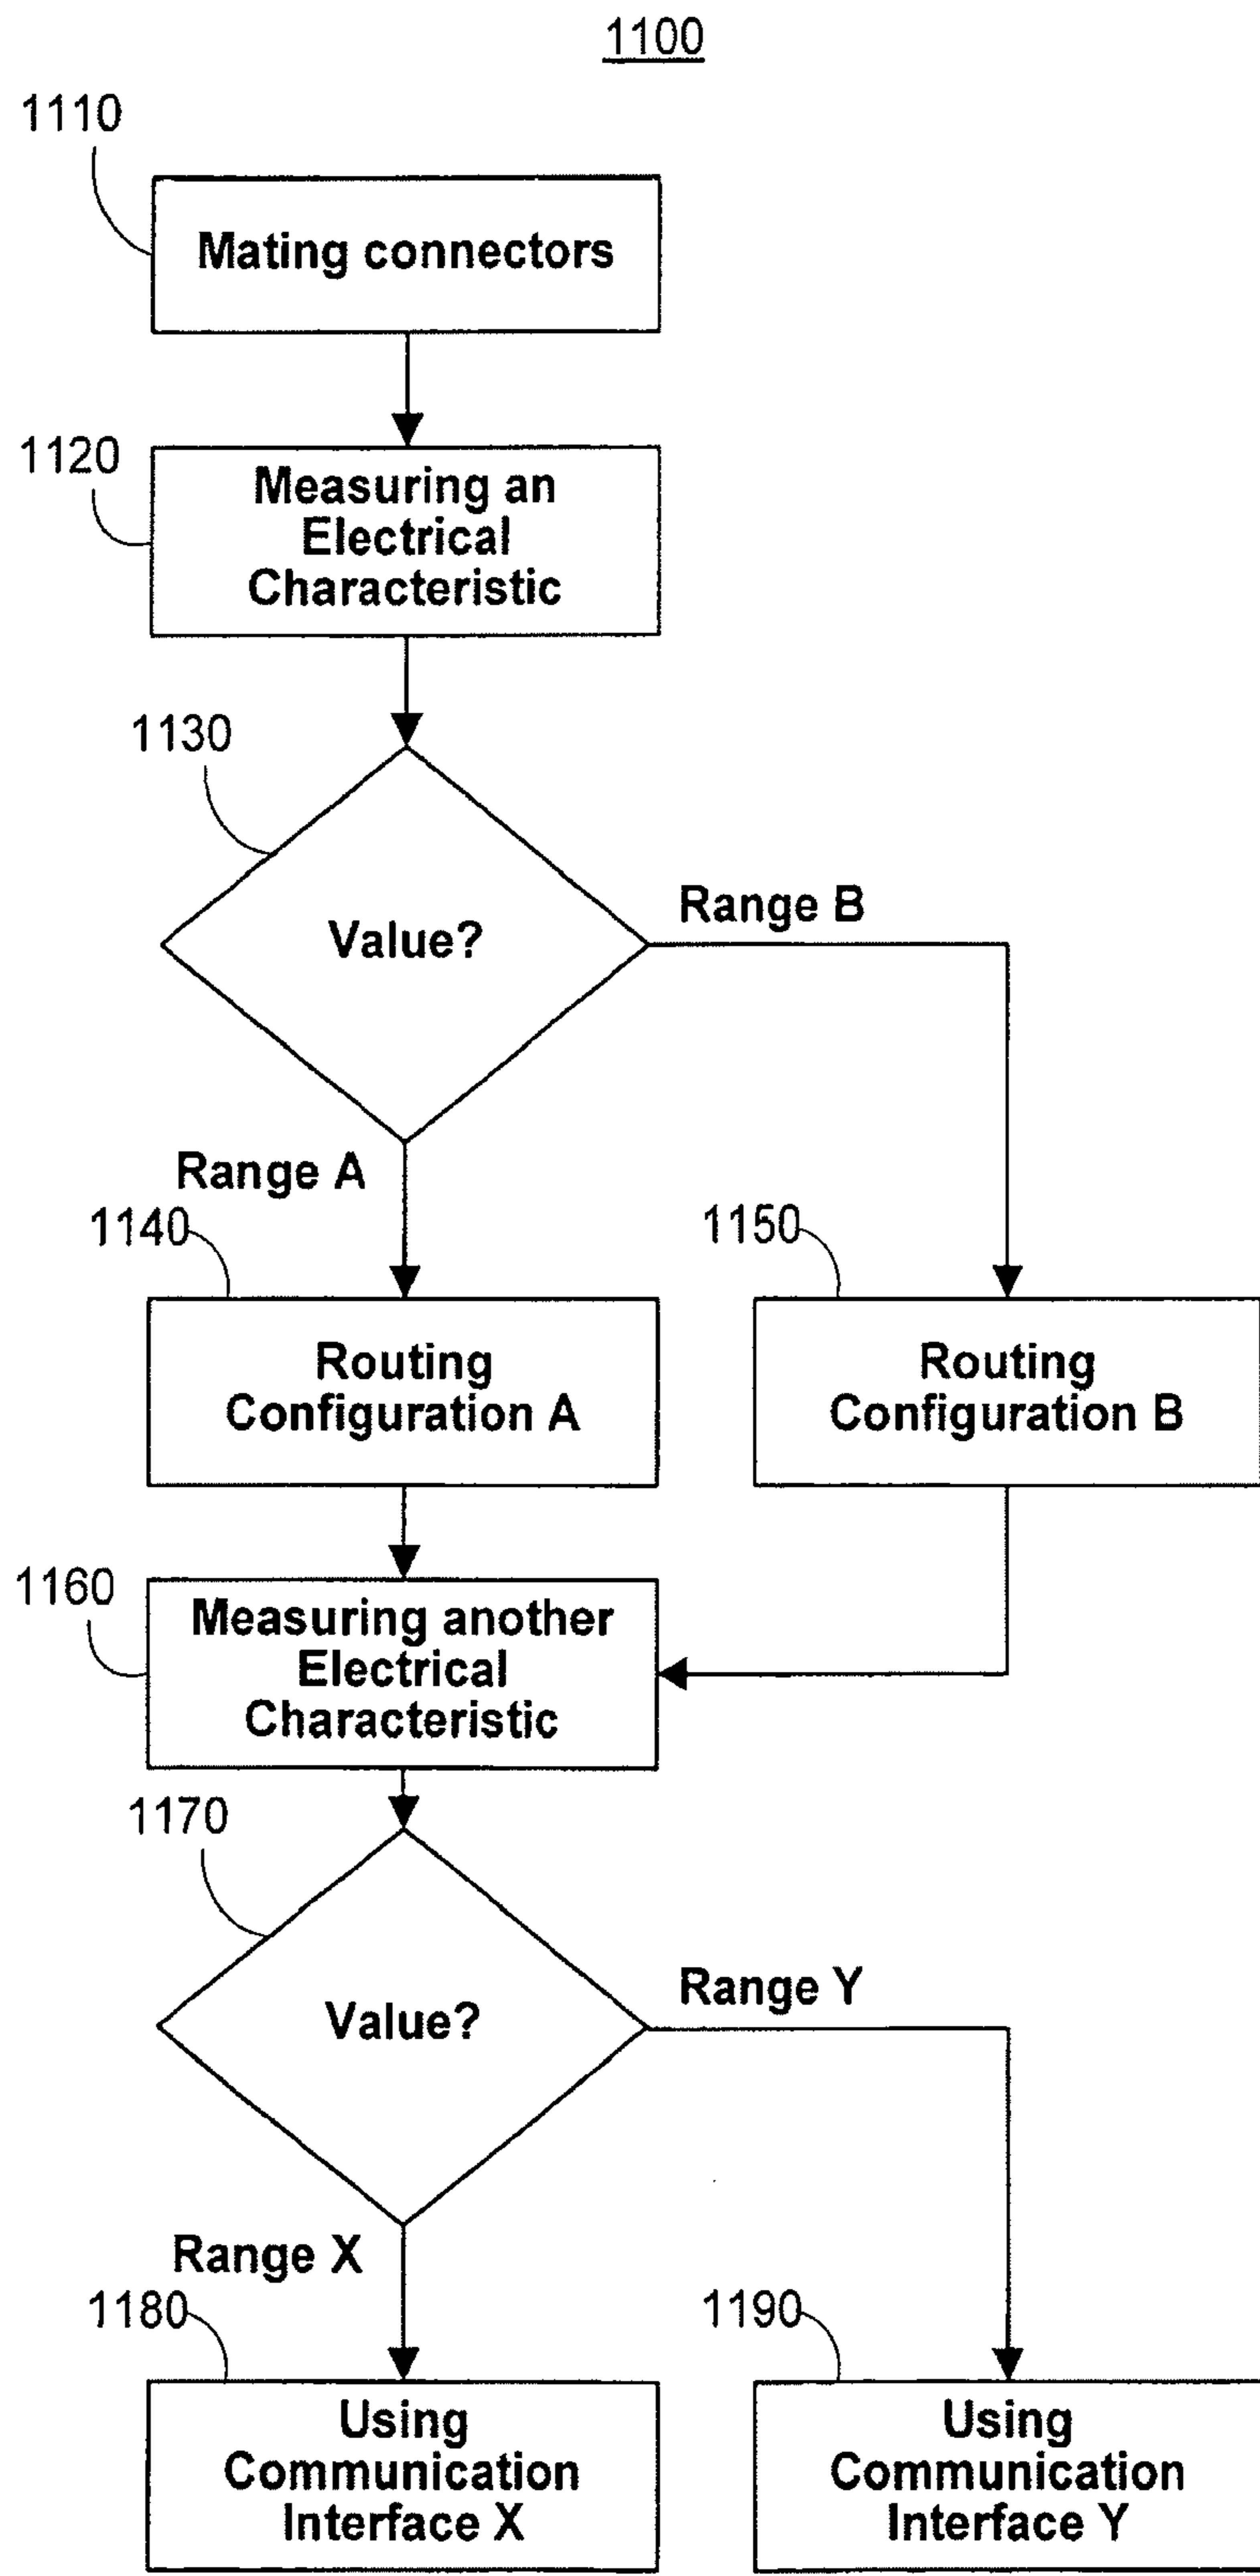 1100
1110
Mating connectors
1120
Measuring an
Electrical
Characteristic
1130
Value?
Range B
Range A
1140
1150
Routing
Configuration A
Routing
Configuration B
1160
Measuring another
Electrical
Characteristic
1170
Value?
Range Y
Range X
1180
1190
Using
Communication
Interface X
Using
Communication
Interface Y